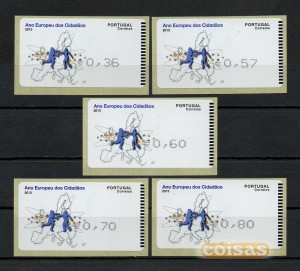 Ano Europeu dos Cidadãos PORTUGAL
2013 Correios
0,36
Ano Europeu dos Cidadãos PORTUGAL
2013 Correios
0,57
Ano Europeu dos Cidadãos PORTUGAL
2013 Correios
0,60
Ano Europeu dos Cidadãos PORTUGAL
2013 Correios
0,70
Ano Europeu dos Cidadãos PORTUGAL
2013 Correios
0,80
coisas